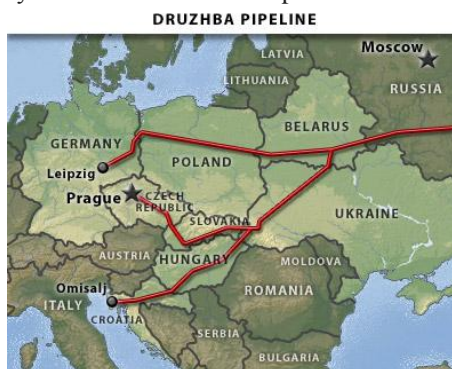 DRUZHBA PIPELINE
Moscow
LATVIA
LITHUANIA
RUSSIA
BELARUS
GERMANY
POLAND
Leipzig
Prague
CZECH
REPUBLIC
UKRAINE
SLOVAKIA
AUSTRIA
HUNGARY
MOLDOVA
Omisalj
ROMANIA
ITALY
CROATIA
SERBIA
BULGARIA